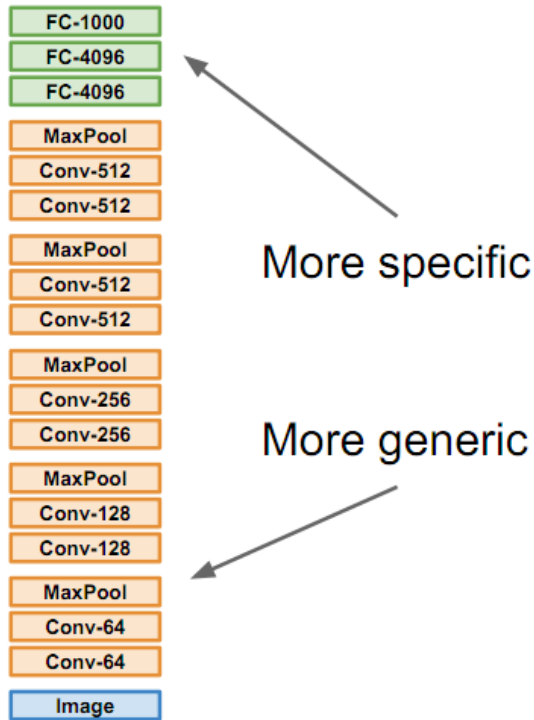 FC-1000
FC-4096
FC-4096
MaxPool
Conv-512
Conv-512
MaxPool
Conv-512
Conv-512
MaxPool
Conv-256
Conv-256
MaxPool
Conv-128
Conv-128
MaxPool
Conv-64
Conv-64
Image
More specific
More generic